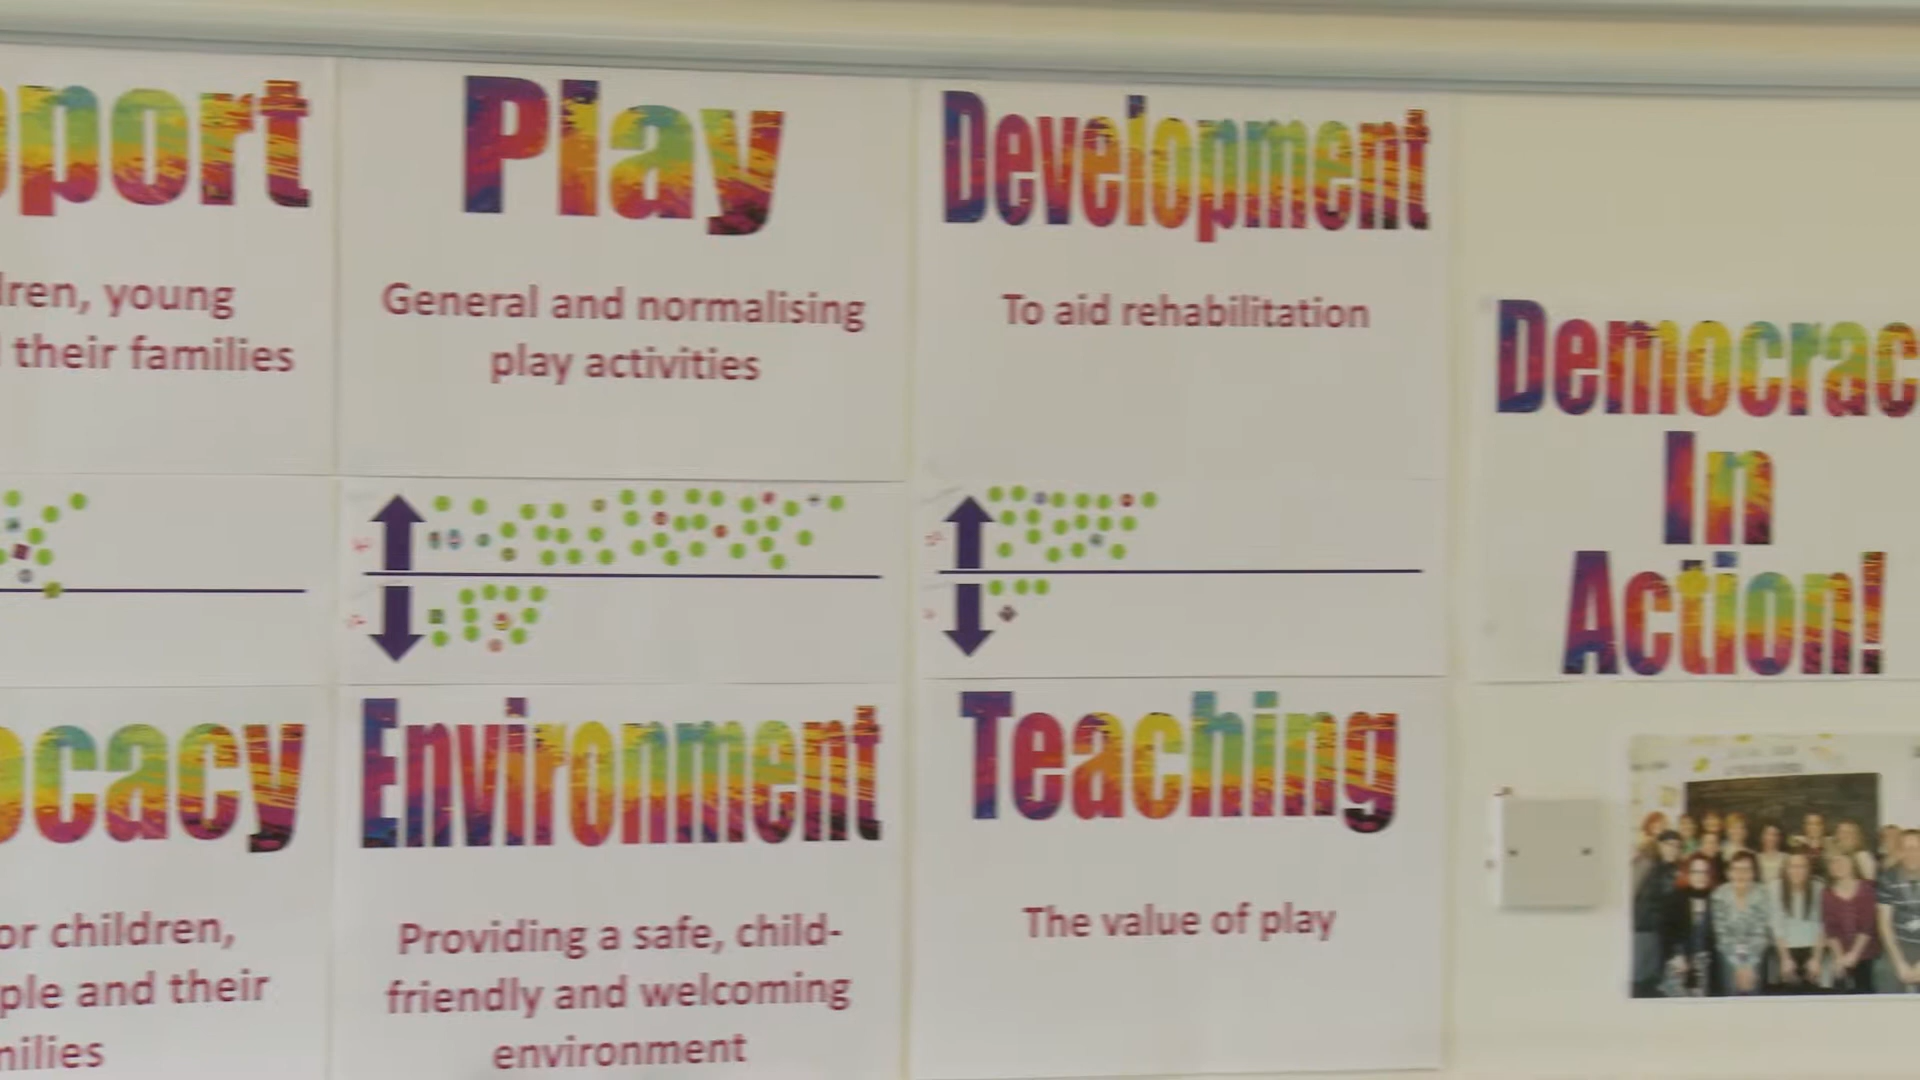 pport
dren, young
their families
Play
General and normalising
play activities
Development
To aid rehabilitation
Democrac
In
Action!
ocacy
or children,
ple and their
milies
Environment
Providing a safe, child-
friendly and welcoming
environment
Teaching
The value of play